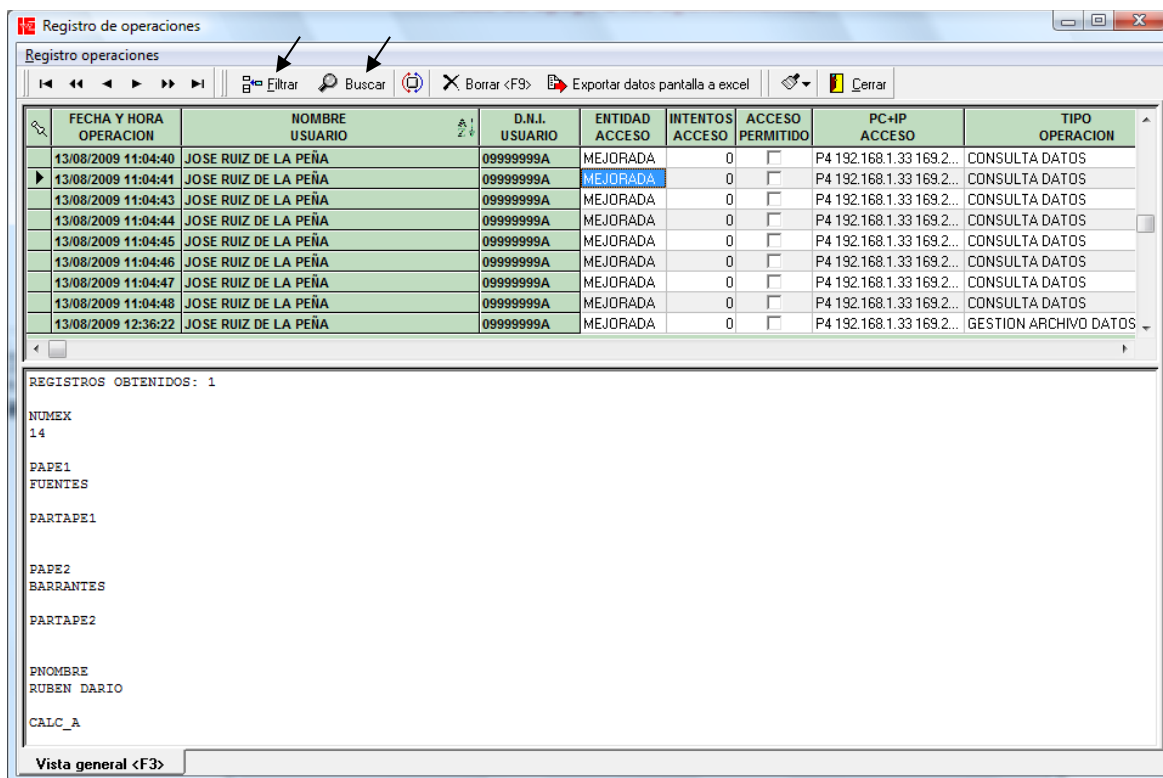 Registro de operaciones
Registro operaciones
Filtrar Buscar Borrar <F9> Exportar datos pantalla a excel Cerrar
FECHA Y HORA OPERACION NOMBRE USUARIO D.N.I. USUARIO ENTIDAD ACCESO INTENTOS ACCESO ACCESO PERMITIDO PC+IP ACCESO TIPO OPERACION
13/08/2009 11:04:40 JOSE RUIZ DE LA PEÑA 09999999A MEJORADA 0 P4 192.168.1.33 169.2... CONSULTA DATOS
13/08/2009 11:04:41 JOSE RUIZ DE LA PEÑA 09999999A MEJORADA 0 P4 192.168.1.33 169.2... CONSULTA DATOS
13/08/2009 11:04:43 JOSE RUIZ DE LA PEÑA 09999999A MEJORADA 0 P4 192.168.1.33 169.2... CONSULTA DATOS
13/08/2009 11:04:44 JOSE RUIZ DE LA PEÑA 09999999A MEJORADA 0 P4 192.168.1.33 169.2... CONSULTA DATOS
13/08/2009 11:04:45 JOSE RUIZ DE LA PEÑA 09999999A MEJORADA 0 P4 192.168.1.33 169.2... CONSULTA DATOS
13/08/2009 11:04:46 JOSE RUIZ DE LA PEÑA 09999999A MEJORADA 0 P4 192.168.1.33 169.2... CONSULTA DATOS
13/08/2009 11:04:47 JOSE RUIZ DE LA PEÑA 09999999A MEJORADA 0 P4 192.168.1.33 169.2... CONSULTA DATOS
13/08/2009 11:04:48 JOSE RUIZ DE LA PEÑA 09999999A MEJORADA 0 P4 192.168.1.33 169.2... CONSULTA DATOS
13/08/2009 12:36:22 JOSE RUIZ DE LA PEÑA 09999999A MEJORADA 0 P4 192.168.1.33 169.2... GESTION ARCHIVO DATOS
REGISTROS OBTENIDOS: 1
NUMEX
14
PAPE1
FUENTES
PARTAPE1
PAPE2
BARRANTES
PARTAPE2
PNOMBRE
RUBEN DARIO
CALC_A
Vista general <F3>